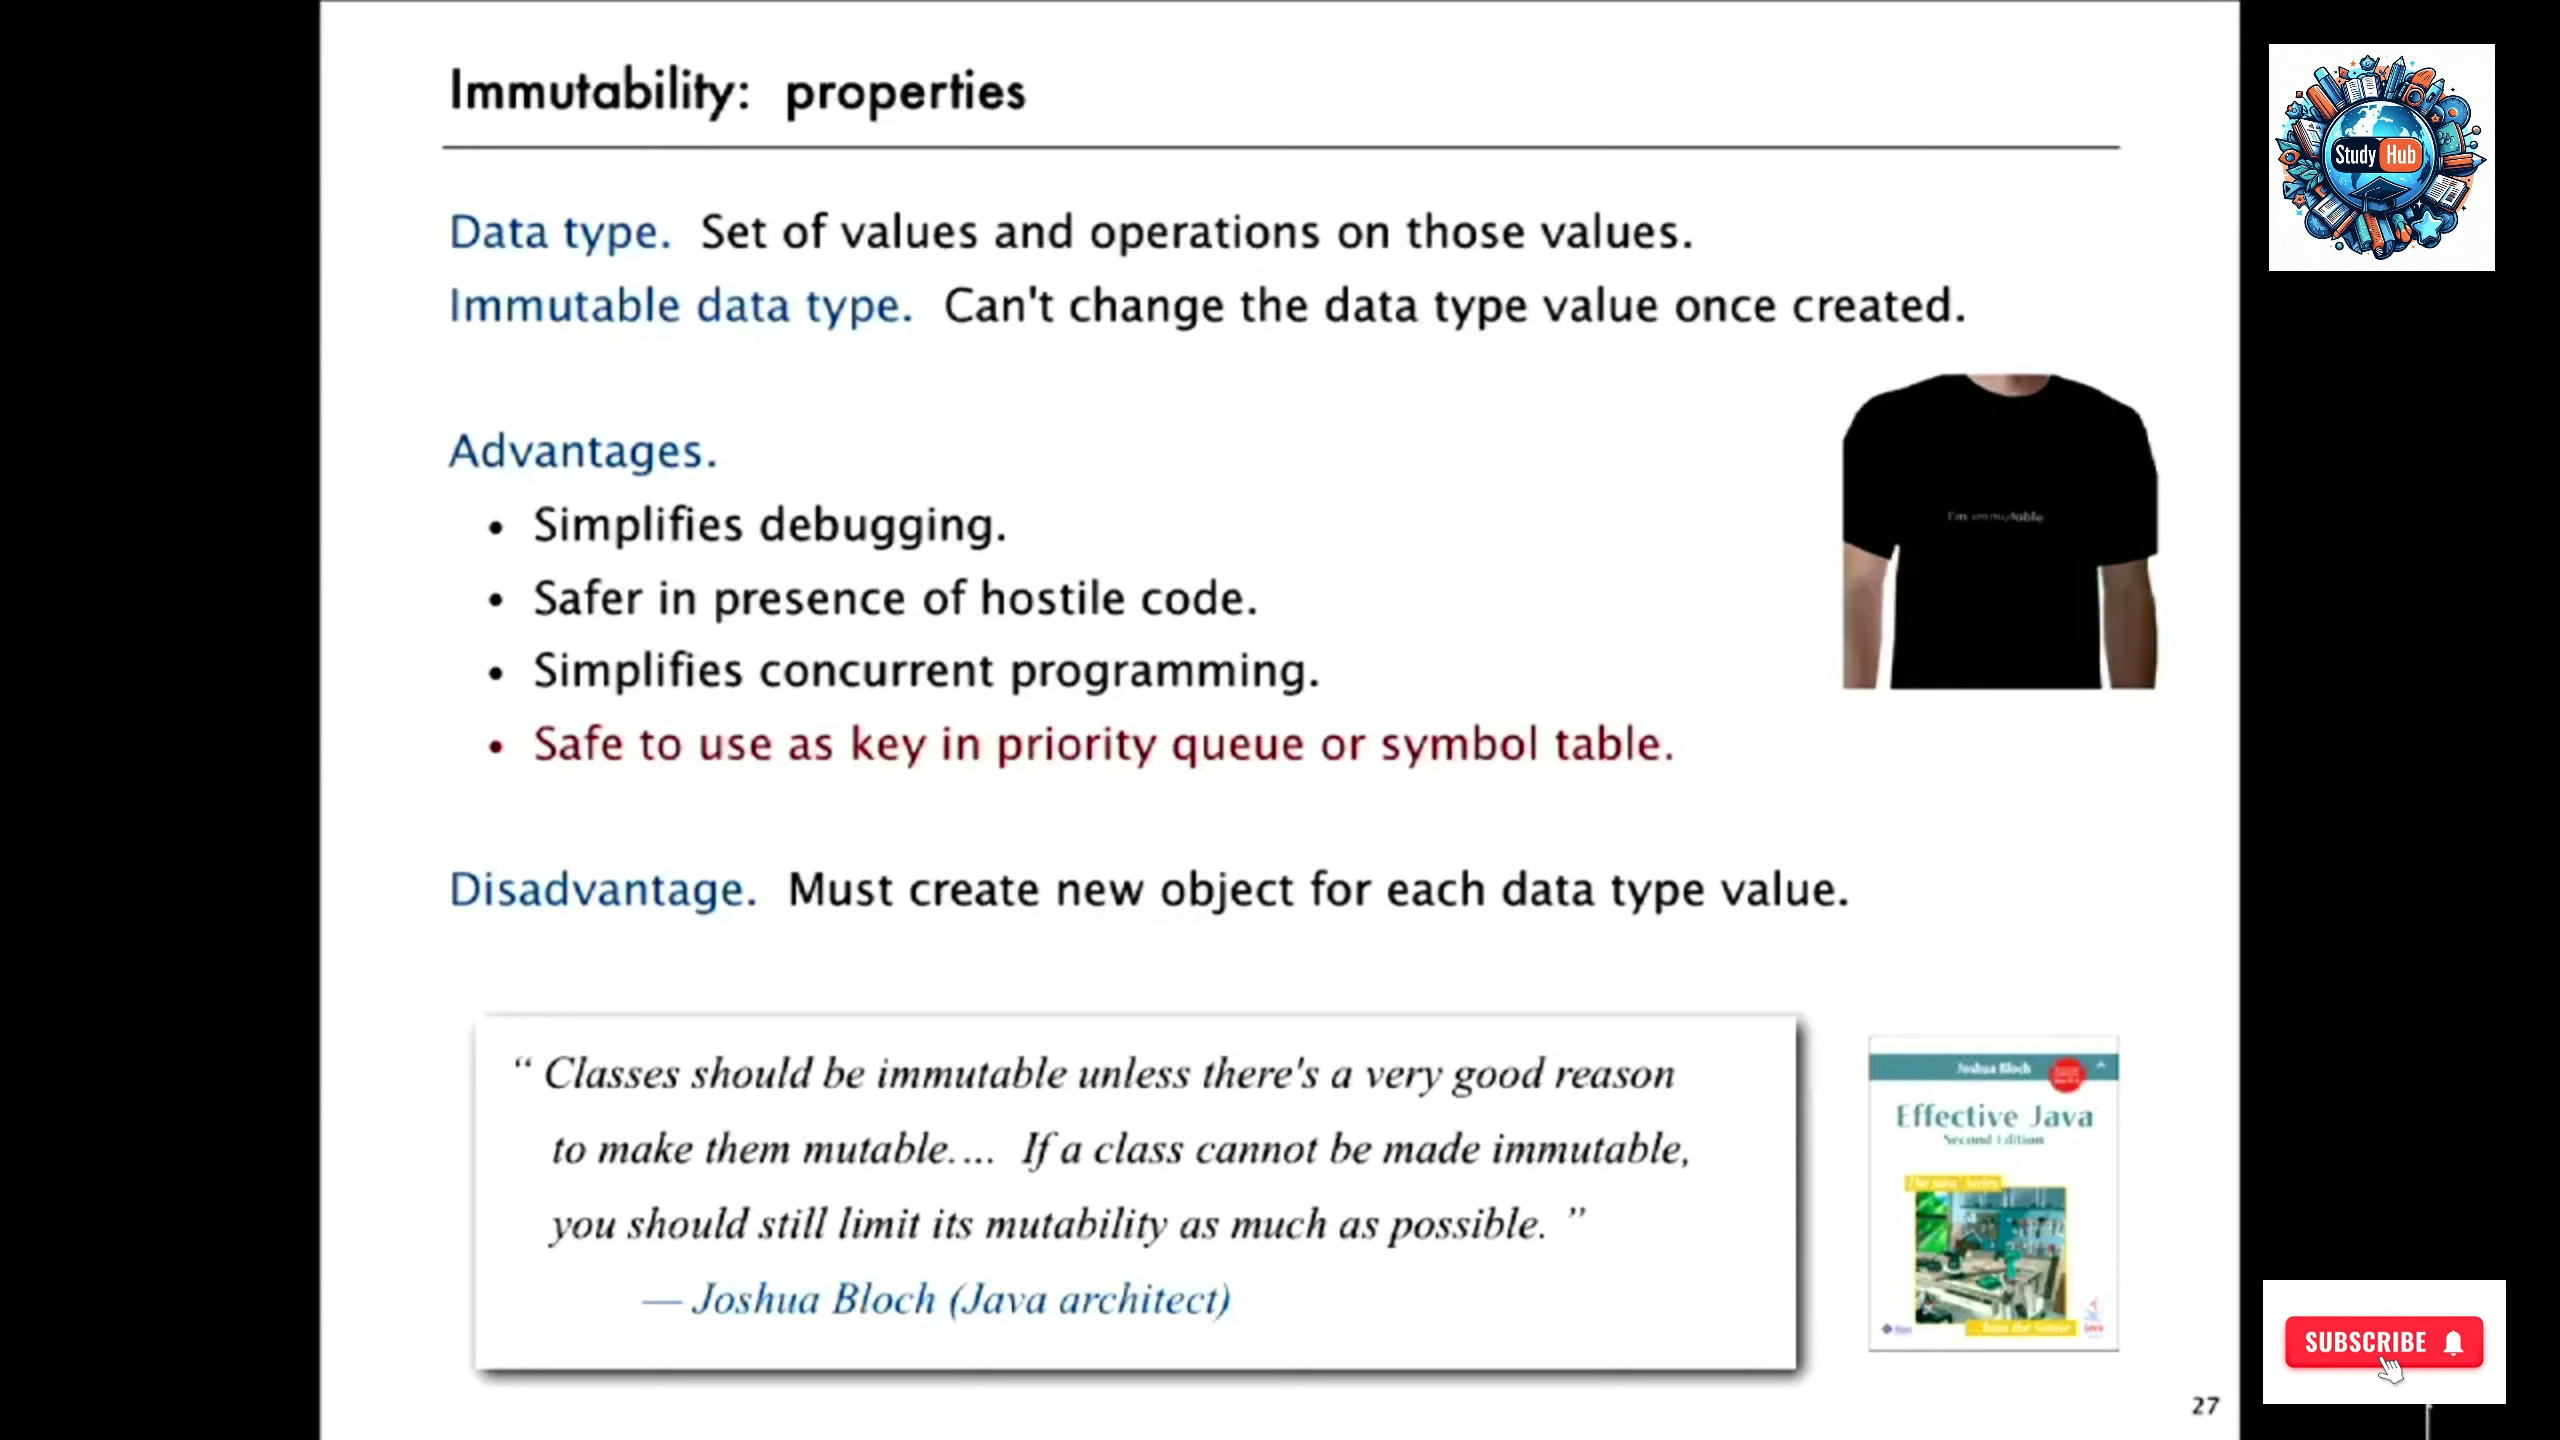 Immutability: properties
Study Hub
Data type. Set of values and operations on those values.
Immutable data type. Can't change the data type value once created.
Advantages.
• Simplifies debugging.
• Safer in presence of hostile code.
• Simplifies concurrent programming.
• Safe to use as key in priority queue or symbol table.
I'm immutable
Disadvantage. Must create new object for each data type value.
“ Classes should be immutable unless there's a very good reason
to make them mutable.... If a class cannot be made immutable,
you should still limit its mutability as much as possible. ”
— Joshua Bloch (Java architect)
Joshua Bloch
Effective Java
Second Edition
SUBSCRIBE
27